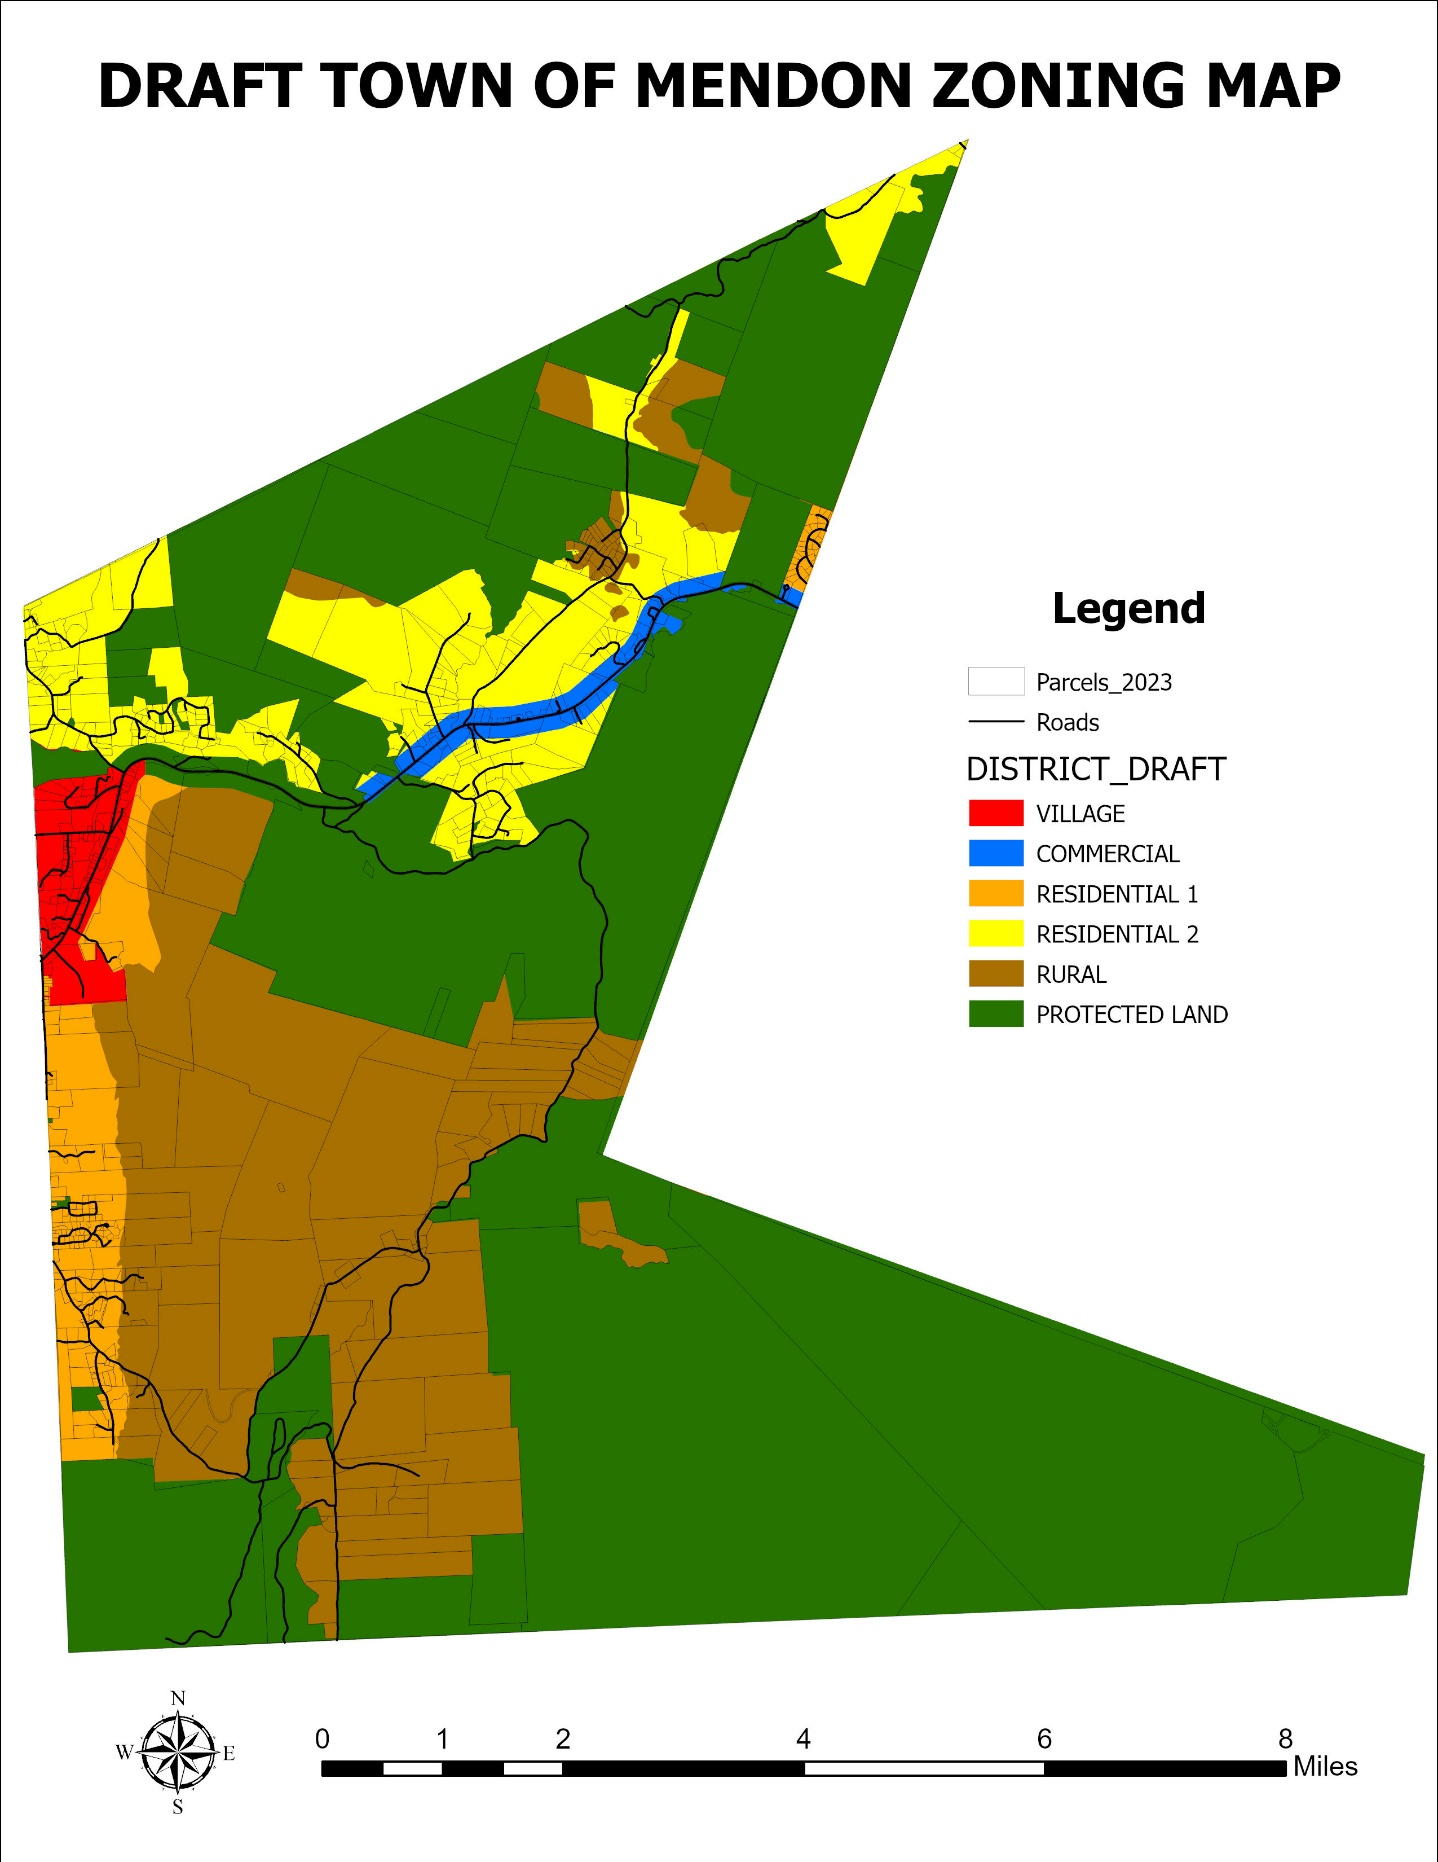 DRAFT TOWN OF MENDON ZONING MAP
Legend
Parcels_2023
Roads
DISTRICT_DRAFT
VILLAGE
COMMERCIAL
RESIDENTIAL 1
RESIDENTIAL 2
RURAL
PROTECTED LAND
N
W E
S
0 1 2 4 6 8
Miles